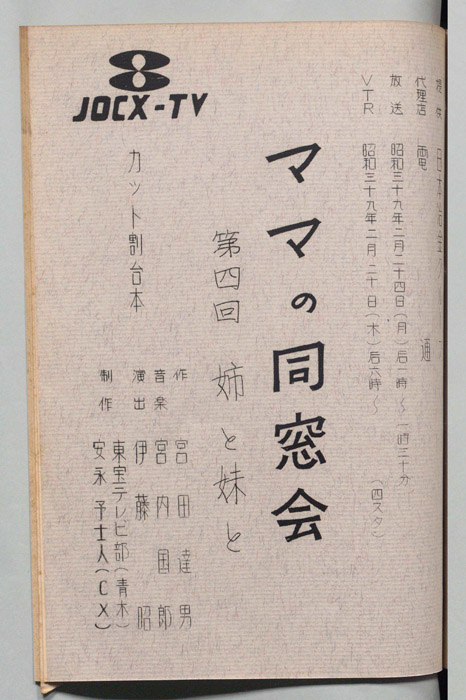 JOCX-TV
代理店 電通
放送 昭和三十九年二月二十四日(月)后一時~一時三十分
VTR 昭和三十九年二月二十日(木)后六時~(四スタ)
ママの同窓会
第四回 姉と妹と
カット割台本
作 宮田達男
音楽 宮内国郎
演出 伊藤昭
制作 東宝テレビ部(青木)
安永予士人(CX)